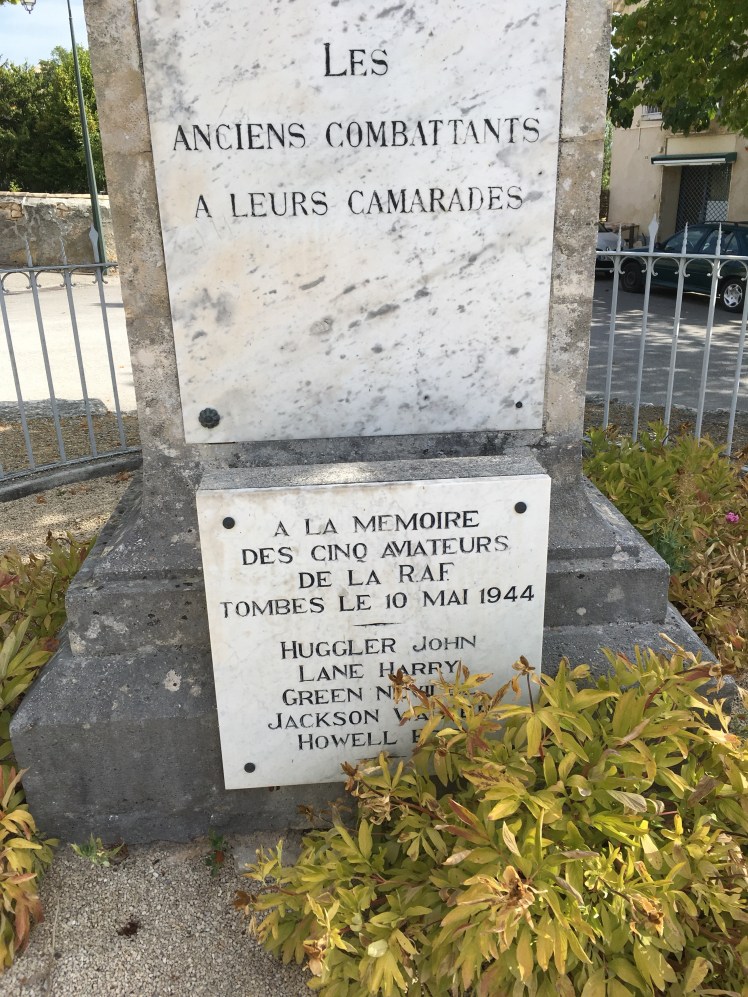 LES
ANCIENS COMBATTANTS
A LEURS CAMARADES
A LA MEMOIRE
DES CINQ AVIATEURS
DE LA R.A.F.
TOMBES LE 10 MAI 1944
HUGGLER JOHN
LANE HARRY
GREEN
JACKSON
HOWELL